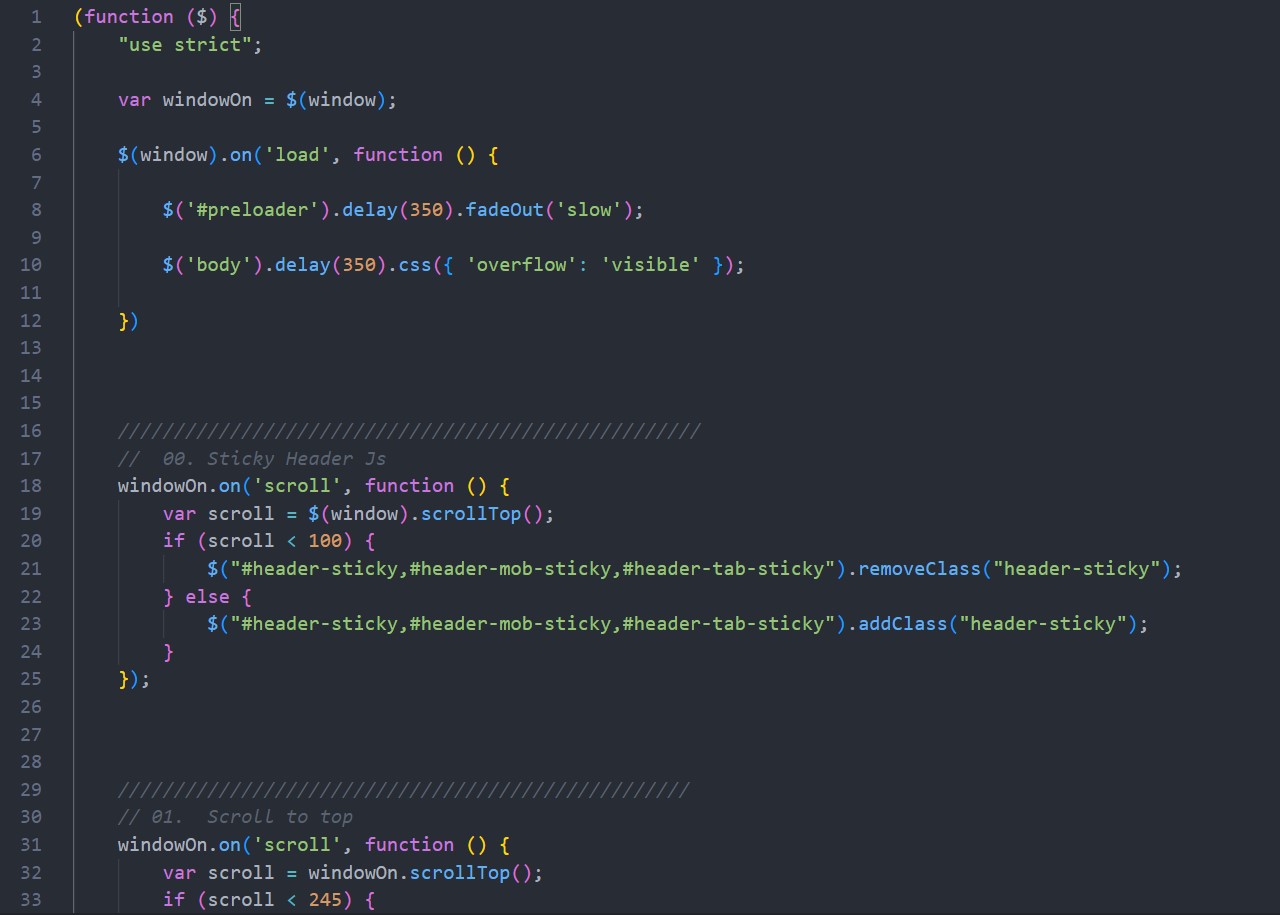 1 (function ($) {
2 "use strict";
3
4 var windowOn = $(window);
5
6 $(window).on('load', function () {
7
8 $('#preloader').delay(350).fadeOut('slow');
9
10 $('body').delay(350).css({ 'overflow': 'visible' });
11
12 })
13
14
15
16 ////////////////////////////////////////////////////
17 //  00. Sticky Header Js
18 windowOn.on('scroll', function () {
19 var scroll = $(window).scrollTop();
20 if (scroll < 100) {
21 $("#header-sticky,#header-mob-sticky,#header-tab-sticky").removeClass("header-sticky");
22 } else {
23 $("#header-sticky,#header-mob-sticky,#header-tab-sticky").addClass("header-sticky");
24 }
25 });
26
27
28
29 ///////////////////////////////////////////////////
30 // 01.  Scroll to top
31 windowOn.on('scroll', function () {
32 var scroll = windowOn.scrollTop();
33 if (scroll < 245) {